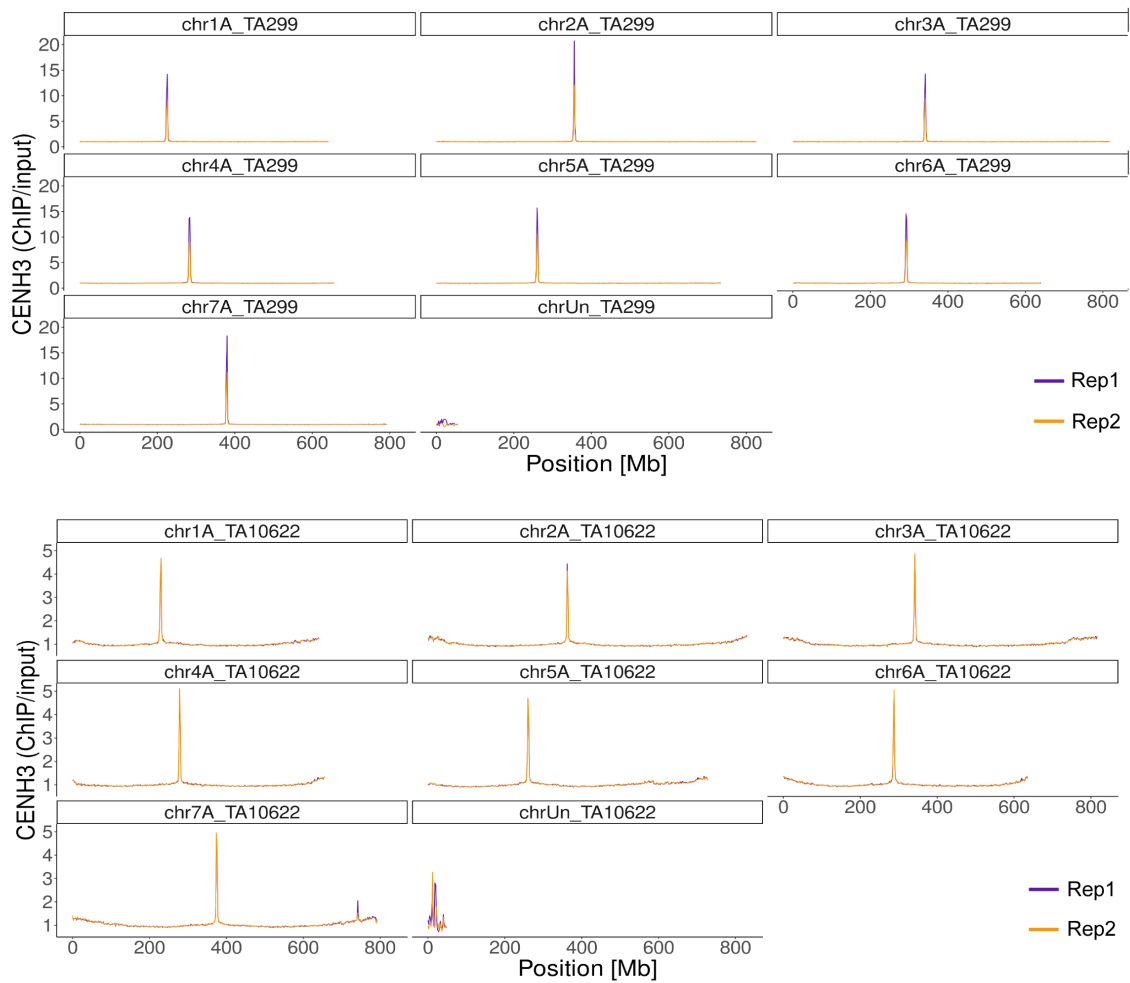 chr1A_TA299 chr2A_TA299 chr3A_TA299
20
15
10
5
0
chr4A_TA299 chr5A_TA299 chr6A_TA299
20
15
10
5
0
0 200 400 600 800
chr7A_TA299 chrUn_TA299
20
15
10
5
0
0 200 400 600 800 0 200 400 600 800
CENH3 (ChIP/input)
Position [Mb]
Rep1
Rep2
chr1A_TA10622 chr2A_TA10622 chr3A_TA10622
5
4
3
2
1
chr4A_TA10622 chr5A_TA10622 chr6A_TA10622
5
4
3
2
1
0 200 400 600 800
chr7A_TA10622 chrUn_TA10622
5
4
3
2
1
0 200 400 600 800 0 200 400 600 800
CENH3 (ChIP/input)
Position [Mb]
Rep1
Rep2